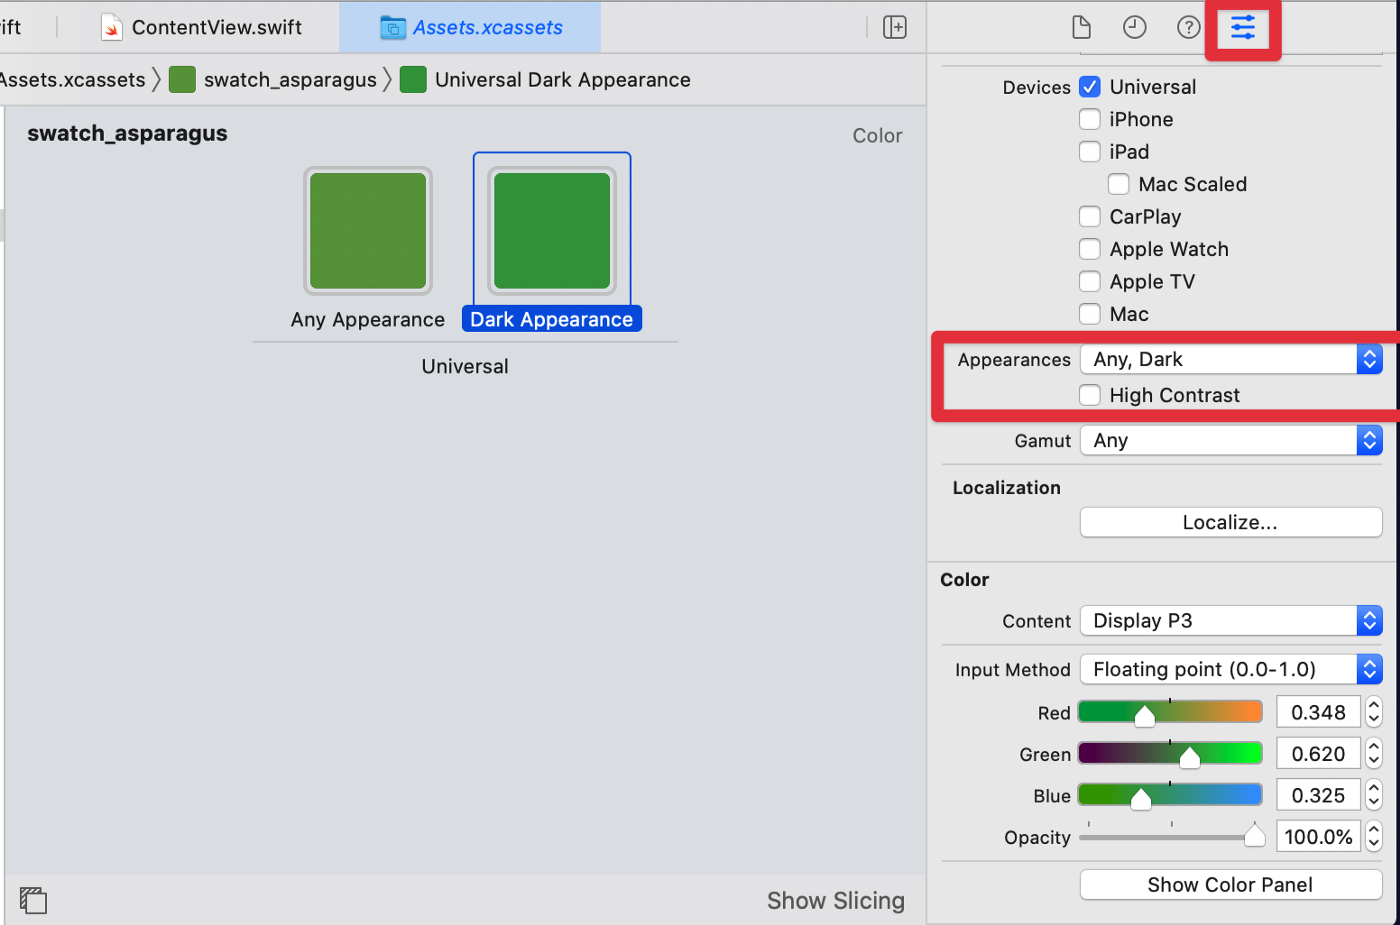 ift
ContentView.swift
Assets.xcassets
Assets.xcassets
swatch_asparagus
Universal Dark Appearance
swatch_asparagus
Color
Any Appearance
Dark Appearance
Universal
Show Slicing
Devices
Universal
iPhone
iPad
Mac Scaled
CarPlay
Apple Watch
Apple TV
Mac
Appearances
Any, Dark
High Contrast
Gamut
Any
Localization
Localize...
Color
Content
Display P3
Input Method
Floating point (0.0-1.0)
Red
0.348
Green
0.620
Blue
0.325
Opacity
100.0%
Show Color Panel